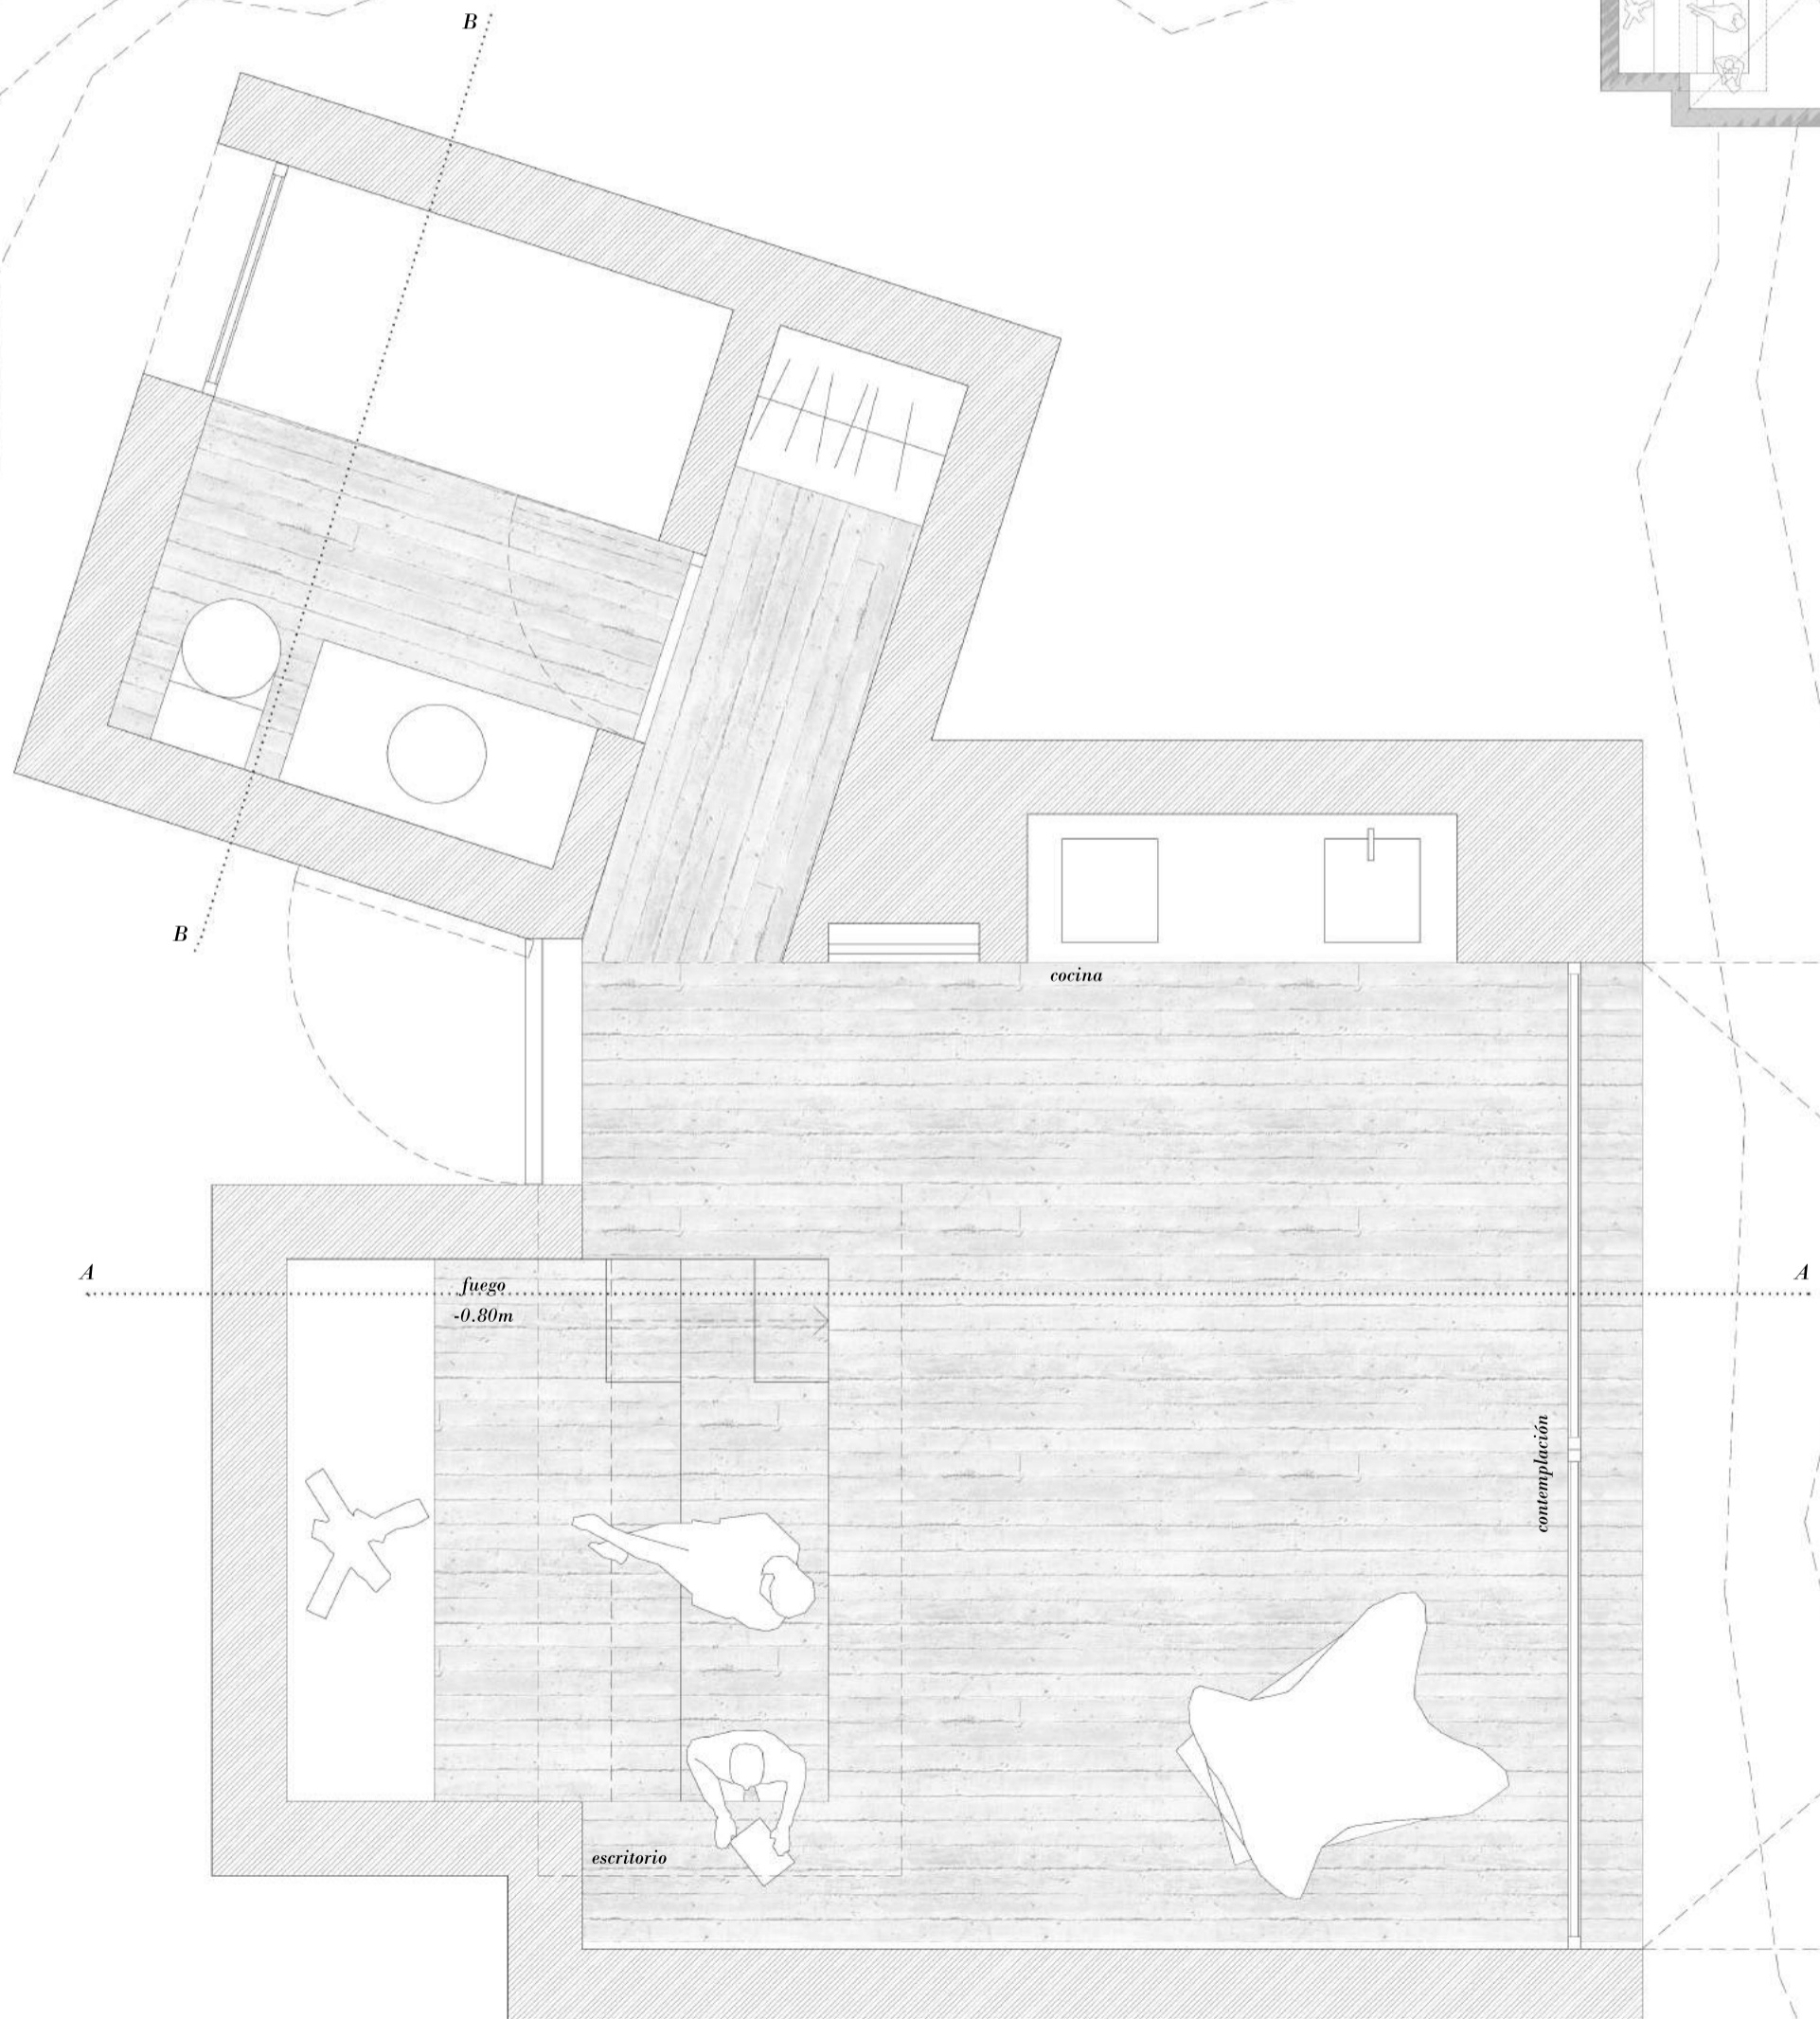 B
B
cocina
A
A
fuego
-0.80m
contemplación
escritorio